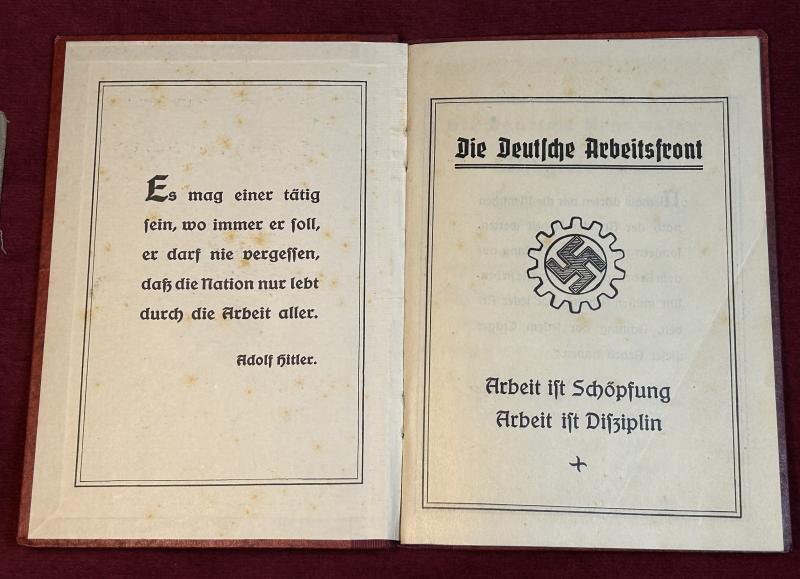 Es mag einer tätig
sein, wo immer er soll,
er darf nie vergessen,
daß die Nation nur lebt
durch die Arbeit aller.
Adolf Hitler.
Die Deutsche Arbeitsfront
Arbeit ist Schöpfung
Arbeit ist Disziplin